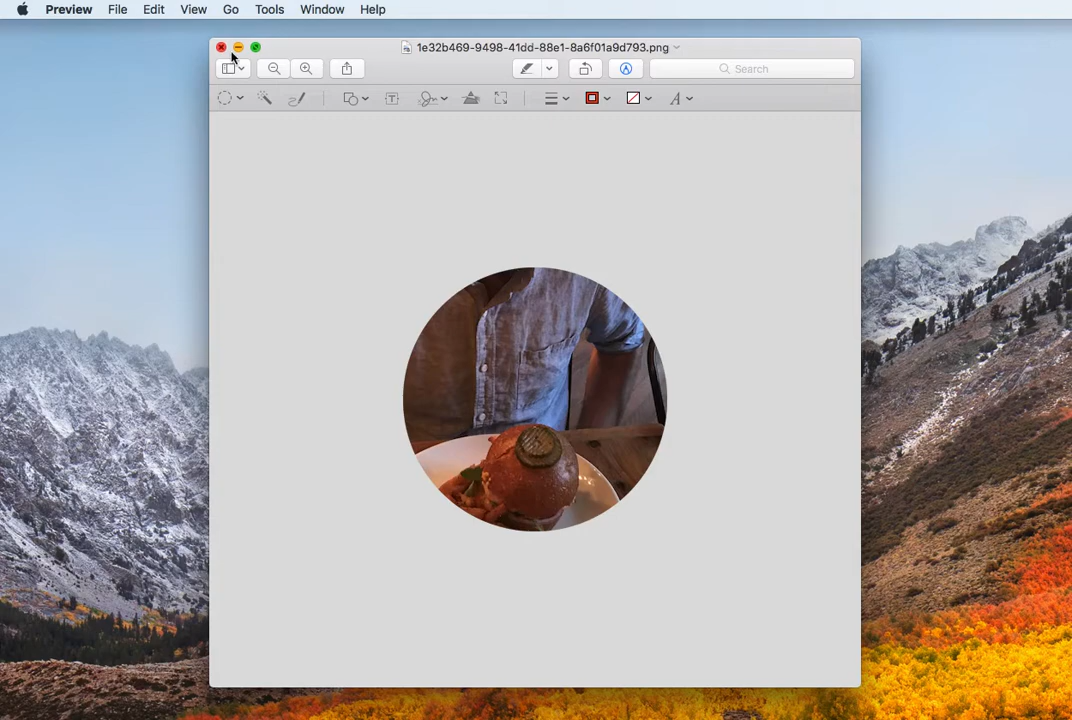 Preview File Edit View Go Tools Window Help
1e32b469-9498-41dd-88e1-8a6f01a9d793.png
Search